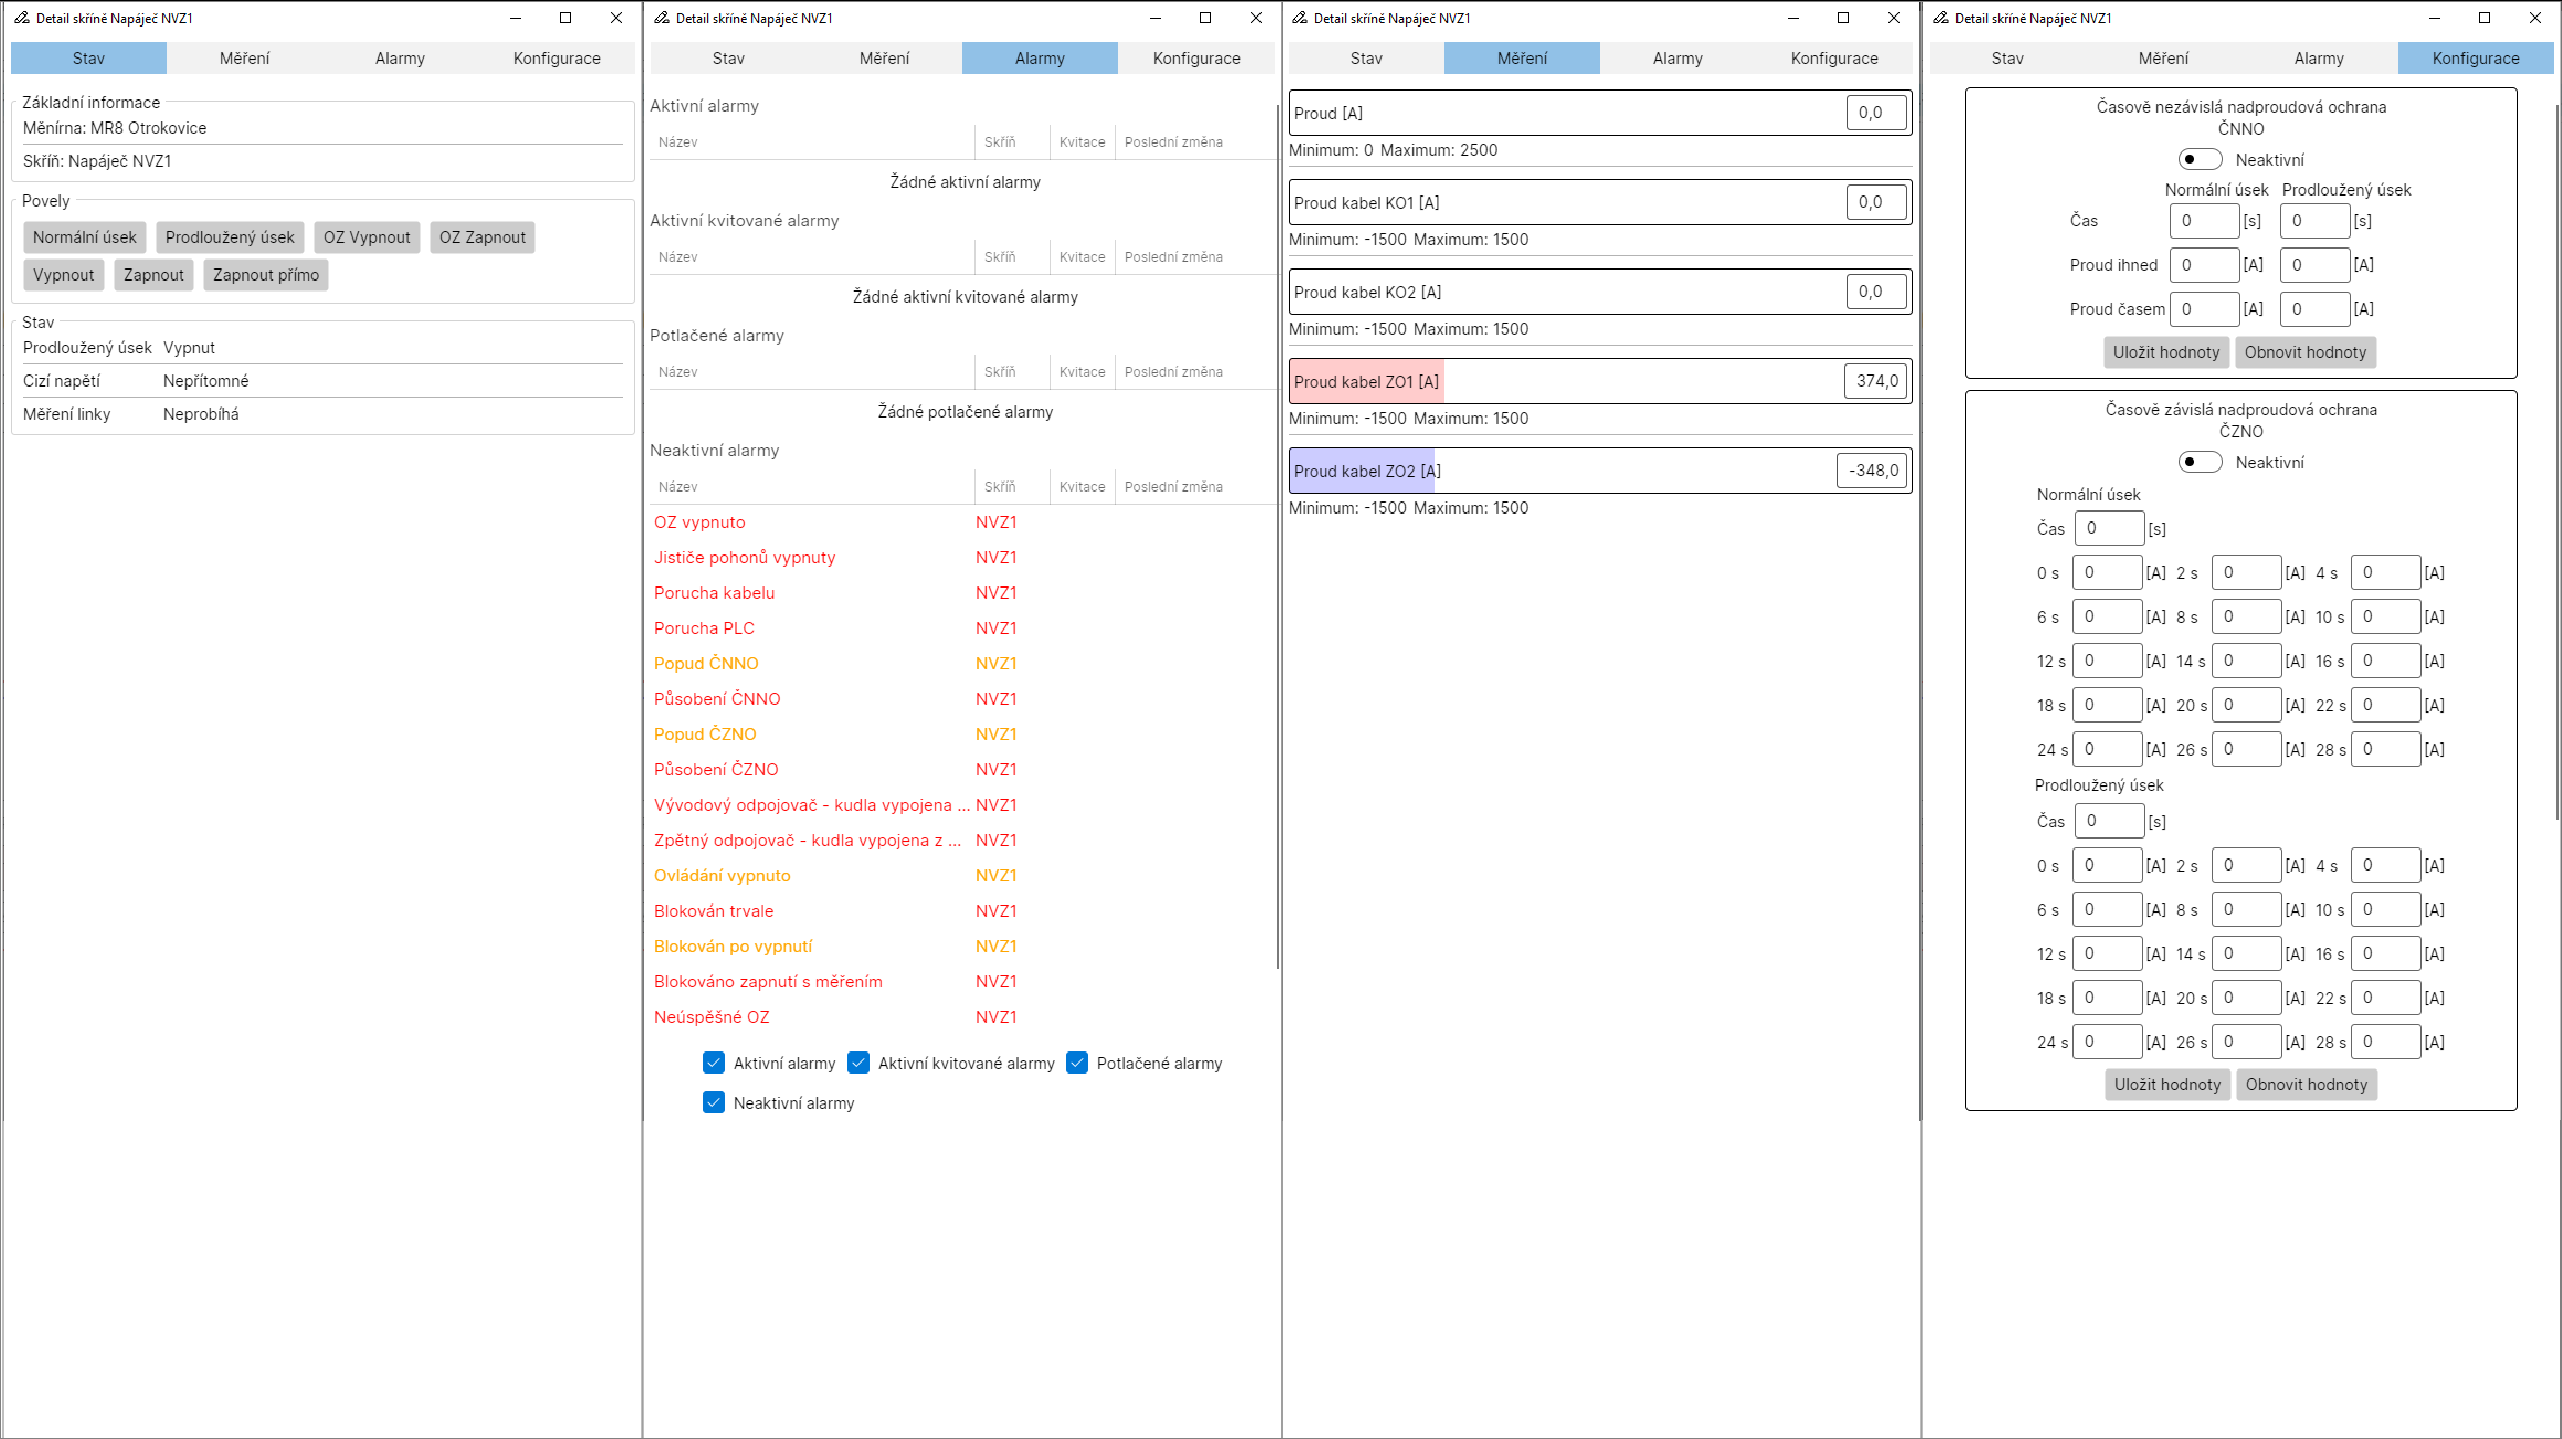 Detail skříně Napáječ NVZ1
Stav Měření Alarmy Konfigurace
Základní informace
Měnírna: MR8 Otrokovice
Skříň: Napáječ NVZ1
Povely
Normální úsek Prodloužený úsek OZ Vypnout OZ Zapnout
Vypnout Zapnout Zapnout přímo
Stav
Prodloužený úsek Vypnut
Cizí napětí Nepřítomné
Měření linky Neprobíhá
Detail skříně Napáječ NVZ1
Stav Měření Alarmy Konfigurace
Aktivní alarmy
Název Skříň Kvitace Poslední změna
Žádné aktivní alarmy
Aktivní kvitované alarmy
Název Skříň Kvitace Poslední změna
Žádné aktivní kvitované alarmy
Potlačené alarmy
Název Skříň Kvitace Poslední změna
Žádné potlačené alarmy
Neaktivní alarmy
Název Skříň Kvitace Poslední změna
OZ vypnuto NVZ1
Jističe pohonů vypnuty NVZ1
Porucha kabelu NVZ1
Porucha PLC NVZ1
Popud ČNNO NVZ1
Působení ČNNO NVZ1
Popud ČZNO NVZ1
Působení ČZNO NVZ1
Vývodový odpojovač - kudla vypojena ... NVZ1
Zpětný odpojovač - kudla vypojena z ... NVZ1
Ovládání vypnuto NVZ1
Blokován trvale NVZ1
Blokován po vypnutí NVZ1
Blokováno zapnutí s měřením NVZ1
Neúspěšné OZ NVZ1
Aktivní alarmy Aktivní kvitované alarmy Potlačené alarmy
Neaktivní alarmy
Detail skříně Napáječ NVZ1
Stav Měření Alarmy Konfigurace
Proud [A] 0,0
Minimum: 0 Maximum: 2500
Proud kabel KO1 [A] 0,0
Minimum: -1500 Maximum: 1500
Proud kabel KO2 [A] 0,0
Minimum: -1500 Maximum: 1500
Proud kabel ZO1 [A] 374,0
Minimum: -1500 Maximum: 1500
Proud kabel ZO2 [A] -348,0
Minimum: -1500 Maximum: 1500
Detail skříně Napáječ NVZ1
Stav Měření Alarmy Konfigurace
Časově nezávislá nadproudová ochrana
ČNNO
Neaktivní
Normální úsek Prodloužený úsek
Čas 0 [s] 0 [s]
Proud ihned 0 [A] 0 [A]
Proud časem 0 [A] 0 [A]
Uložit hodnoty Obnovit hodnoty
Časově závislá nadproudová ochrana
ČZNO
Neaktivní
Normální úsek
Čas 0 [s]
0 s 0 [A] 2 s 0 [A] 4 s 0 [A]
6 s 0 [A] 8 s 0 [A] 10 s 0 [A]
12 s 0 [A] 14 s 0 [A] 16 s 0 [A]
18 s 0 [A] 20 s 0 [A] 22 s 0 [A]
24 s 0 [A] 26 s 0 [A] 28 s 0 [A]
Prodloužený úsek
Čas 0 [s]
0 s 0 [A] 2 s 0 [A] 4 s 0 [A]
6 s 0 [A] 8 s 0 [A] 10 s 0 [A]
12 s 0 [A] 14 s 0 [A] 16 s 0 [A]
18 s 0 [A] 20 s 0 [A] 22 s 0 [A]
24 s 0 [A] 26 s 0 [A] 28 s 0 [A]
Uložit hodnoty Obnovit hodnoty